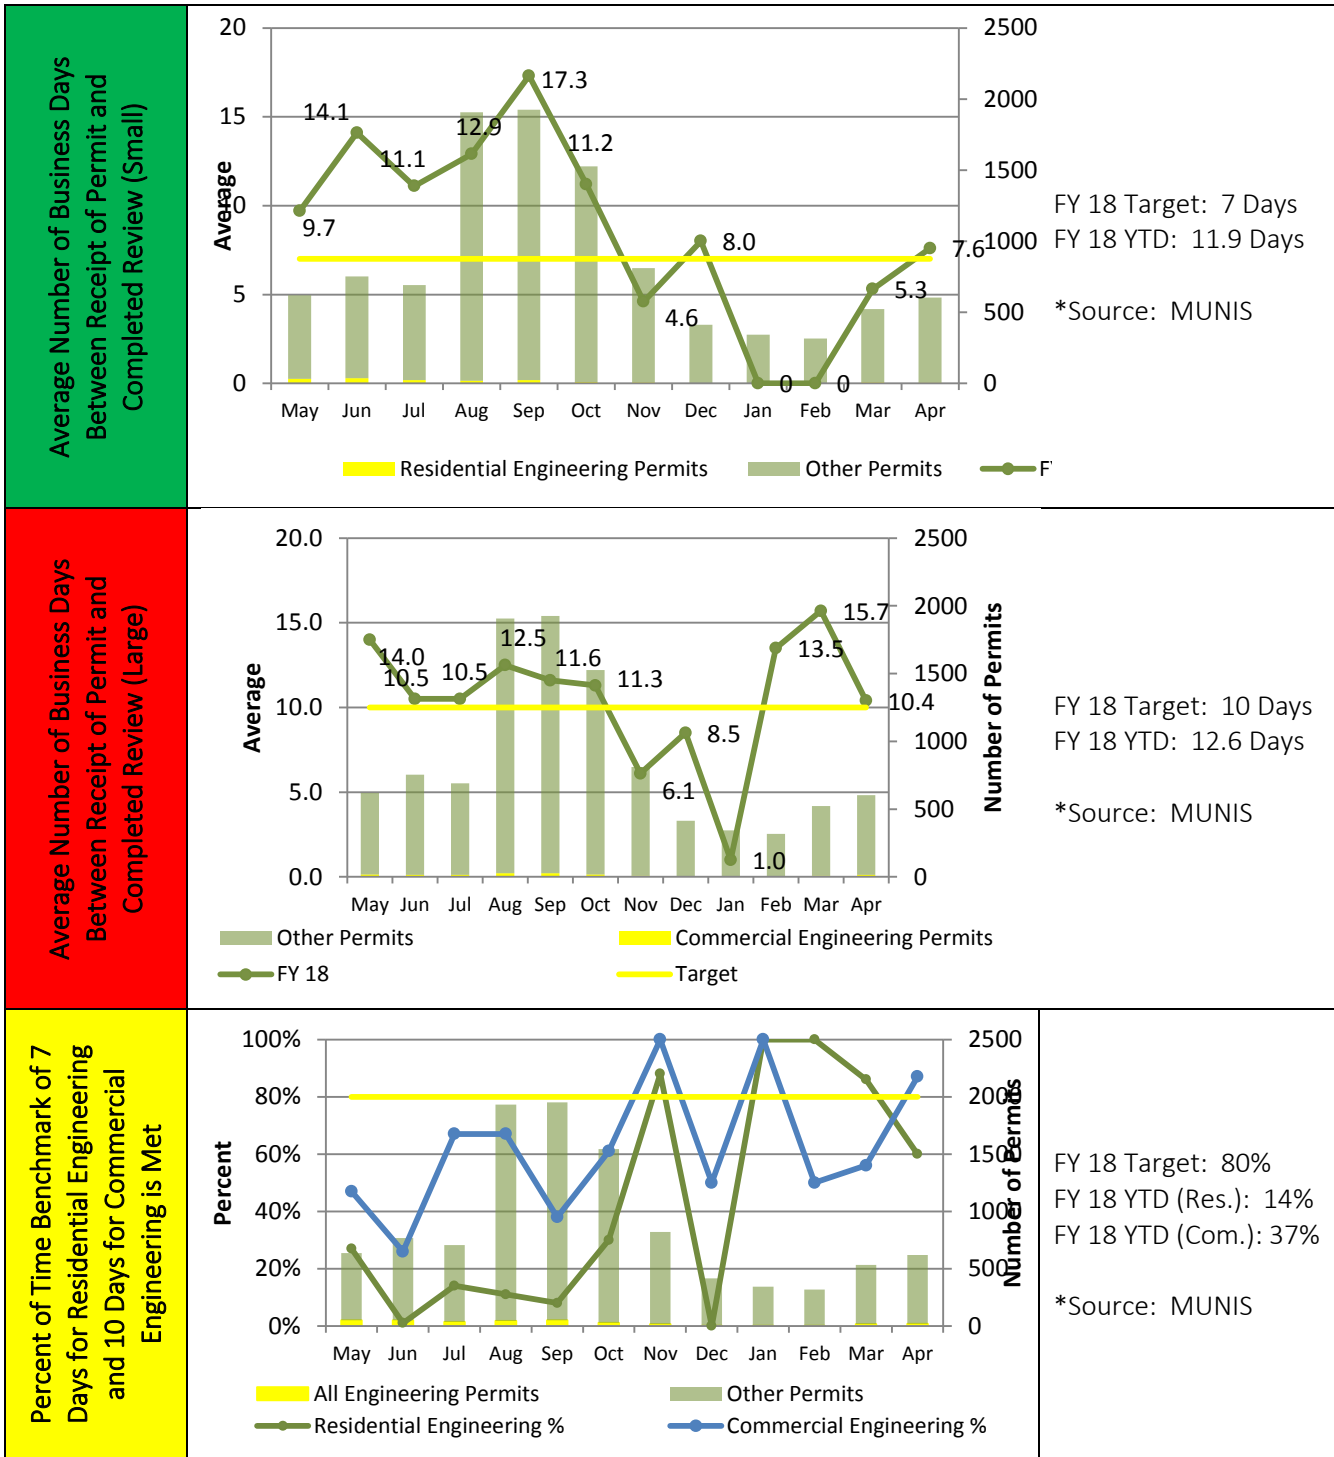 Average Number of Business Days
Between Receipt of Permit and
Completed Review (Small)
20
15
10
5
0
Average
2500
2000
1500
1000
500
0
9.7
14.1
11.1
12.9
17.3
11.2
4.6
8.0
0
0
5.3
7.6
May Jun Jul Aug Sep Oct Nov Dec Jan Feb Mar Apr
Residential Engineering Permits Other Permits
FY 18 Target: 7 Days
FY 18 YTD: 11.9 Days
*Source: MUNIS
Average Number of Business Days
Between Receipt of Permit and
Completed Review (Large)
20.0
15.0
10.0
5.0
0.0
Average
2500
2000
1500
1000
500
0
Number of Permits
14.0
10.5
10.5
12.5
11.6
11.3
6.1
8.5
1.0
13.5
15.7
10.4
May Jun Jul Aug Sep Oct Nov Dec Jan Feb Mar Apr
Other Permits Commercial Engineering Permits
FY 18 Target
FY 18 Target: 10 Days
FY 18 YTD: 12.6 Days
*Source: MUNIS
Percent of Time Benchmark of 7
Days for Residential Engineering
and 10 Days for Commercial
Engineering is Met
100%
80%
60%
40%
20%
0%
Percent
2500
2000
1500
1000
500
0
Number of Permits
May Jun Jul Aug Sep Oct Nov Dec Jan Feb Mar Apr
All Engineering Permits Other Permits
Residential Engineering % Commercial Engineering %
FY 18 Target: 80%
FY 18 YTD (Res.): 14%
FY 18 YTD (Com.): 37%
*Source: MUNIS